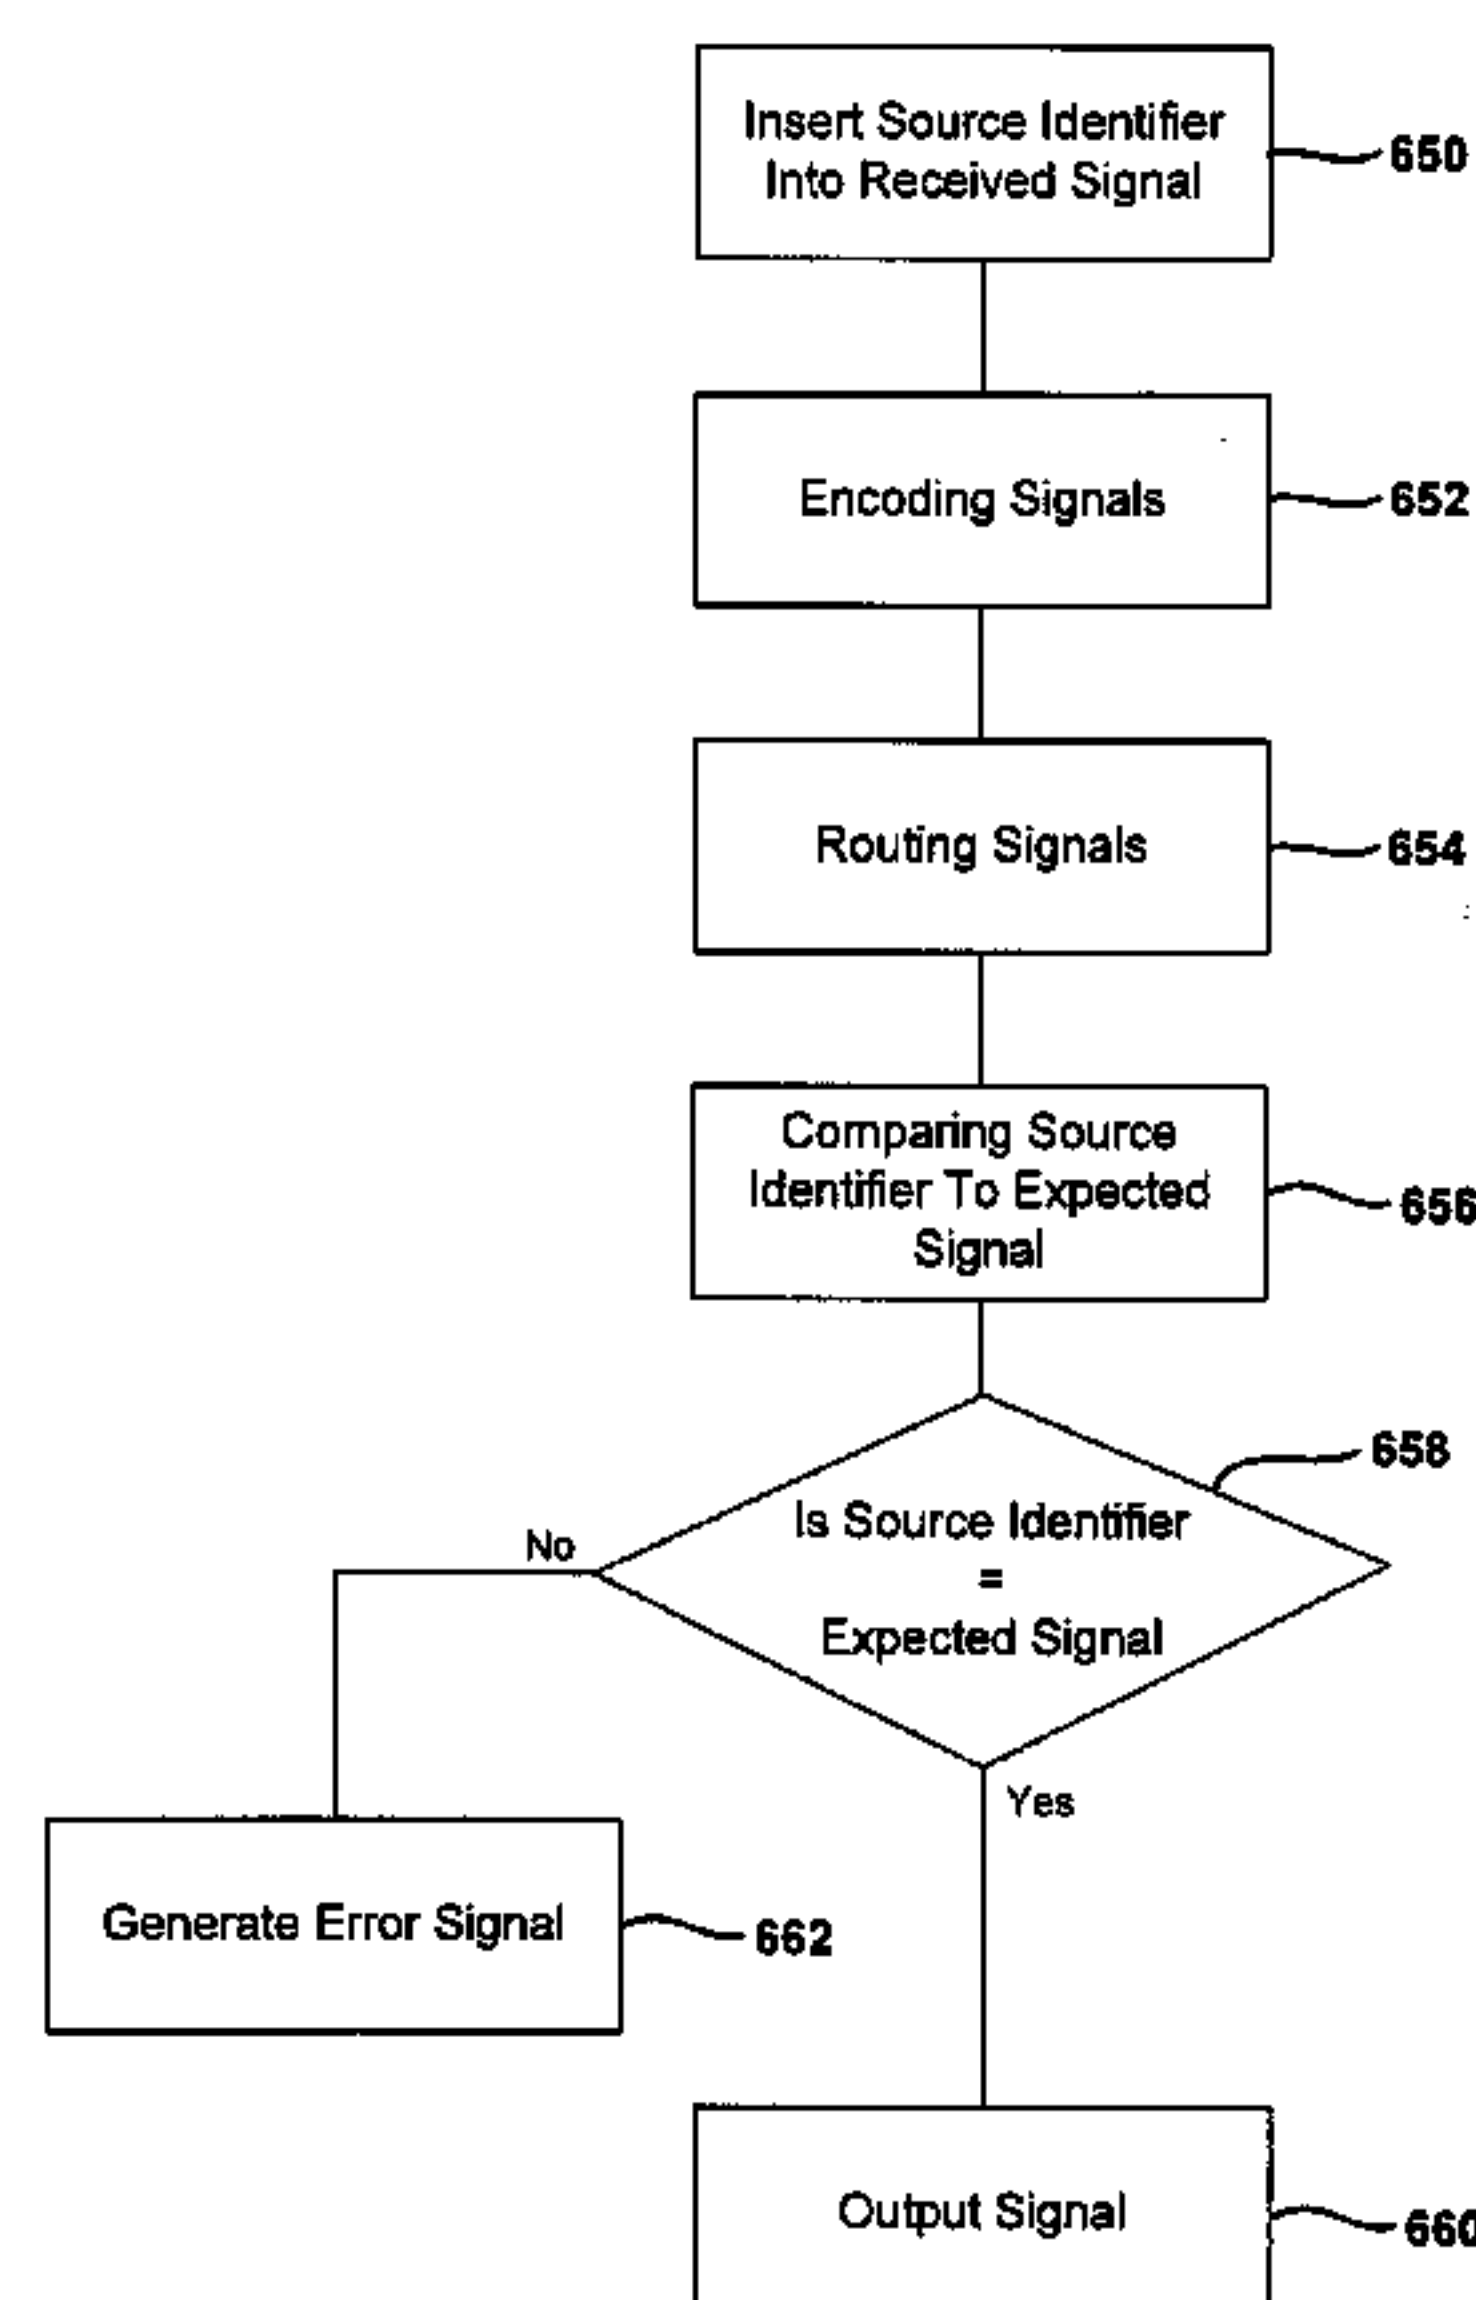 Insert Source Identifier
Into Received Signal
650
Encoding Signals
652
Routing Signals
654
Comparing Source
Identifier To Expected
Signal
656
658
Is Source Identifier
=
Expected Signal
No
Yes
Generate Error Signal
662
Output Signal
660